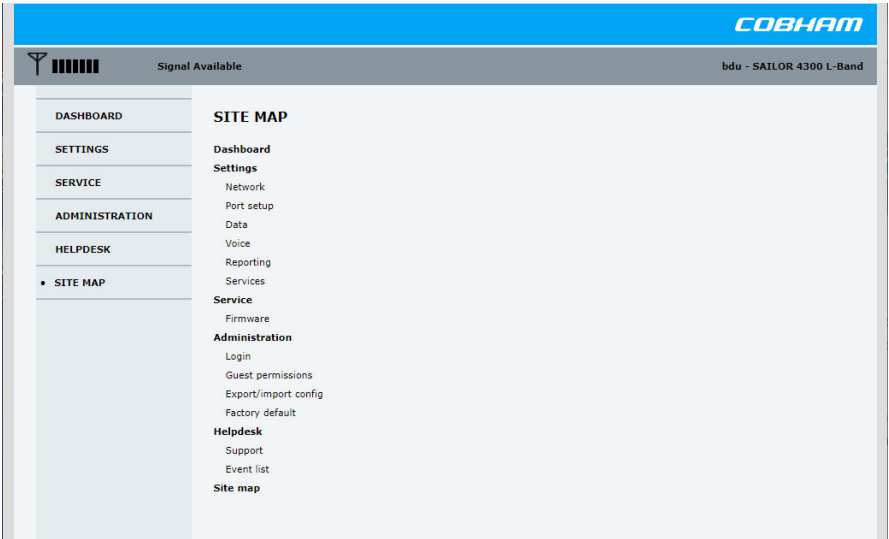 COBHAM
Signal Available
bdu - SAILOR 4300 L-Band
DASHBOARD
SETTINGS
SERVICE
ADMINISTRATION
HELPDESK
• SITE MAP
SITE MAP
Dashboard
Settings
Network
Port setup
Data
Voice
Reporting
Services
Service
Firmware
Administration
Login
Guest permissions
Export/import config
Factory default
Helpdesk
Support
Event list
Site map